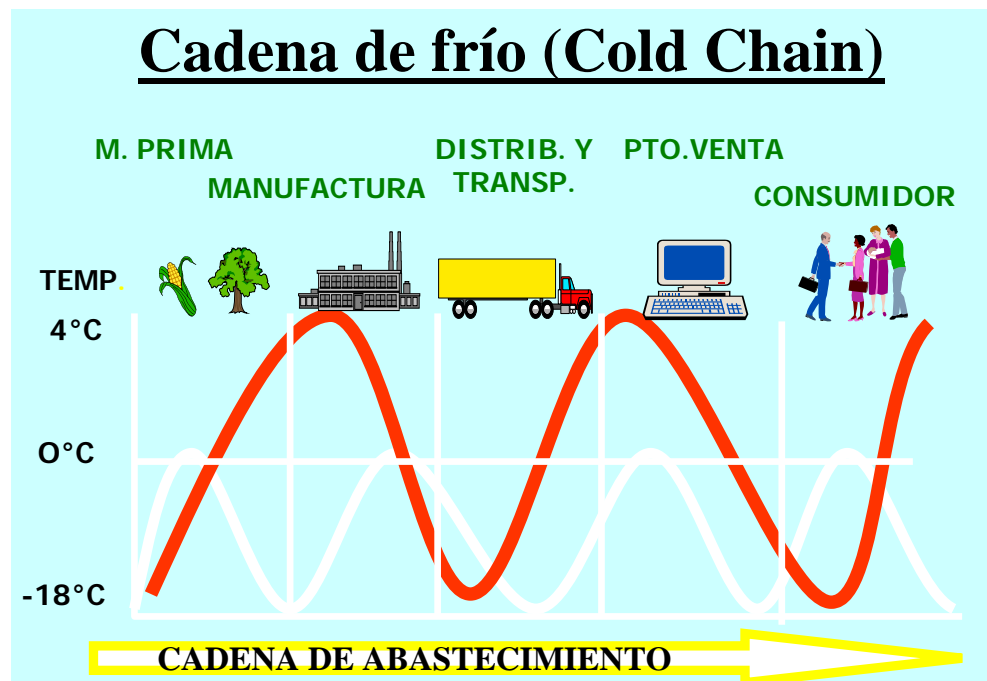 Cadena de frío (Cold Chain)
M. PRIMA
DISTRIB. Y
PTO.VENTA
MANUFACTURA
TRANSP.
CONSUMIDOR
TEMP.
4°C
O°C
-18°C
CADENA DE ABASTECIMIENTO